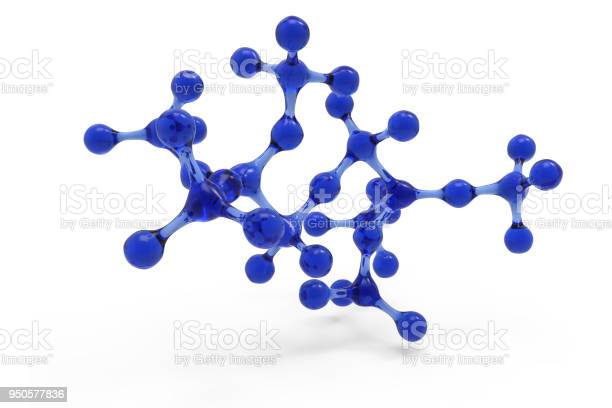 iStock iStock iStock iStock
by Getty Images by Getty Images by Getty Images by Getty Images
iStock iStock iStock
by Getty Images by Getty Images by Getty Images
iStock iStock iStock iStock
by Getty Images by Getty Images by Getty Images by Getty Images
950577836